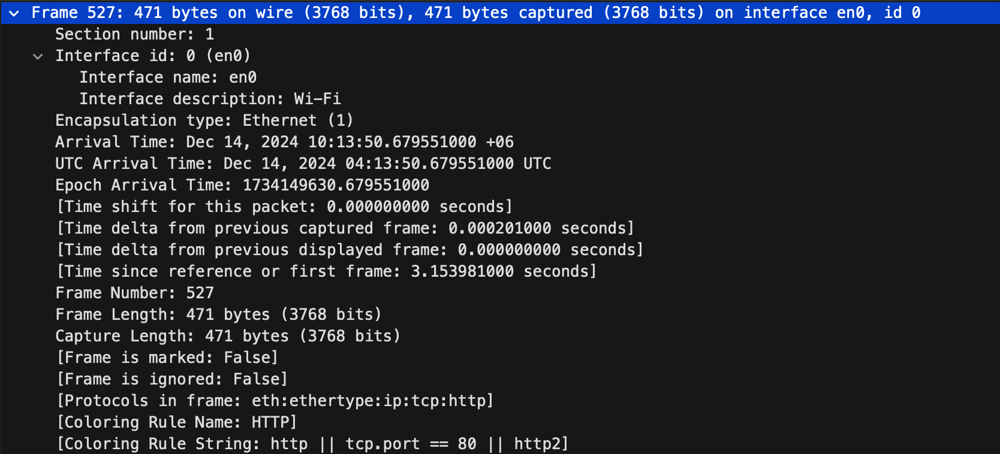 Frame 527: 471 bytes on wire (3768 bits), 471 bytes captured (3768 bits) on interface en0, id 0
Section number: 1
Interface id: 0 (en0)
Interface name: en0
Interface description: Wi-Fi
Encapsulation type: Ethernet (1)
Arrival Time: Dec 14, 2024 10:13:50.679551000 +06
UTC Arrival Time: Dec 14, 2024 04:13:50.679551000 UTC
Epoch Arrival Time: 1734149630.679551000
[Time shift for this packet: 0.000000000 seconds]
[Time delta from previous captured frame: 0.000201000 seconds]
[Time delta from previous displayed frame: 0.000000000 seconds]
[Time since reference or first frame: 3.153981000 seconds]
Frame Number: 527
Frame Length: 471 bytes (3768 bits)
Capture Length: 471 bytes (3768 bits)
[Frame is marked: False]
[Frame is ignored: False]
[Protocols in frame: eth:ethertype:ip:tcp:http]
[Coloring Rule Name: HTTP]
[Coloring Rule String: http || tcp.port == 80 || http2]